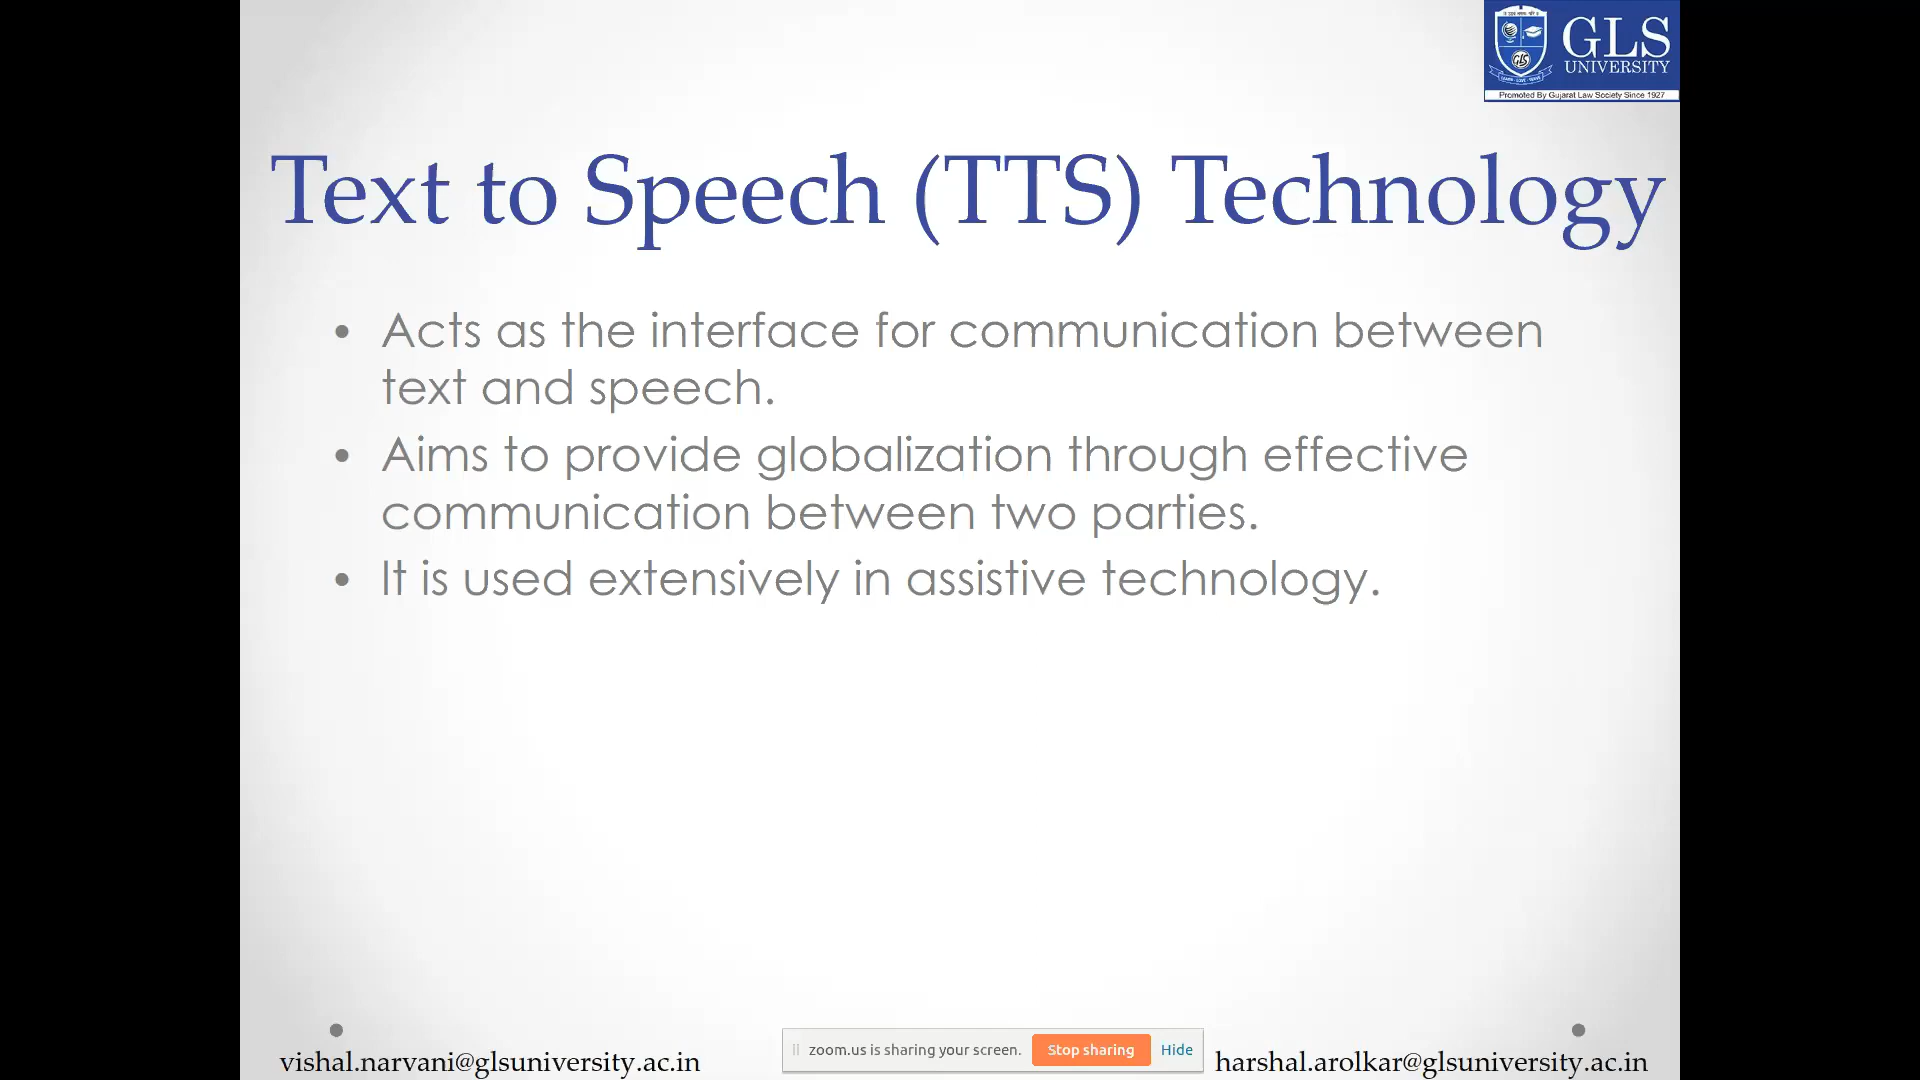 GLS
UNIVERSITY
Promoted By Gujarat Law Society Since 1927
Text to Speech (TTS) Technology
• Acts as the interface for communication between
text and speech.
• Aims to provide globalization through effective
communication between two parties.
• It is used extensively in assistive technology.
vishal.narvani@glsuniversity.ac.in
zoom.us is sharing your screen. Stop sharing Hide
harshal.arolkar@glsuniversity.ac.in